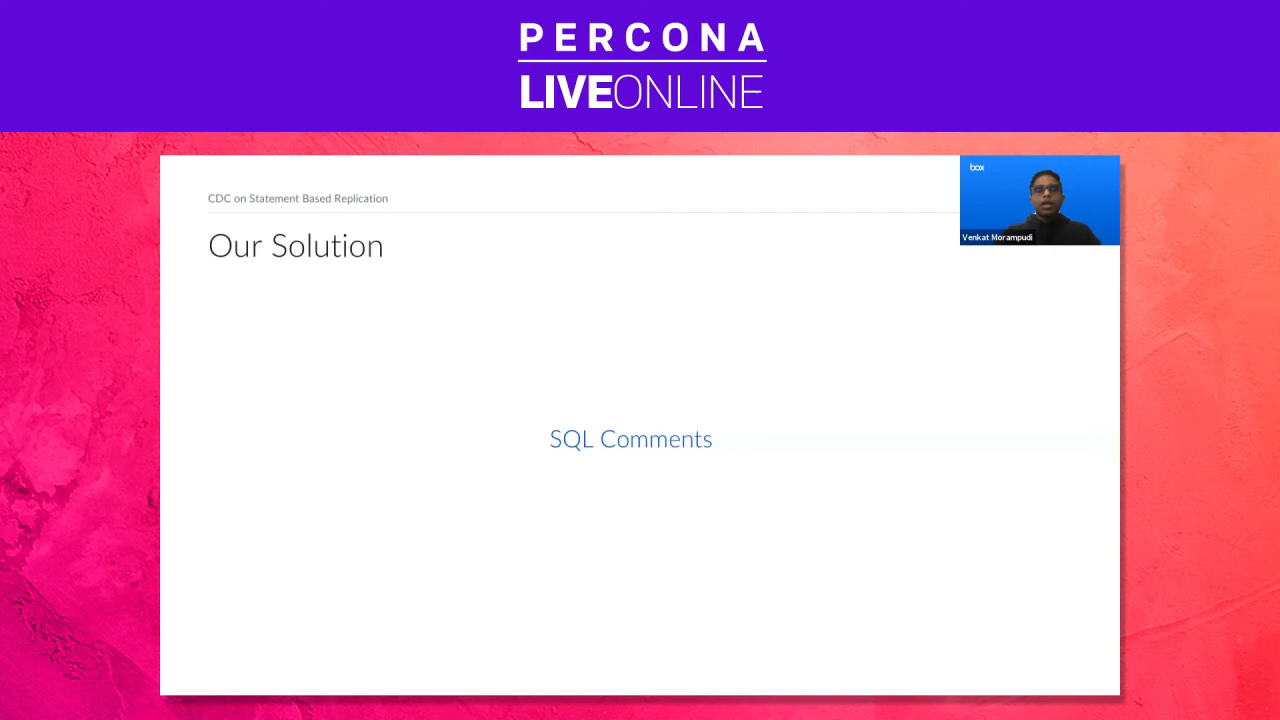 PERCONA
LIVEONLINE
CDC on Statement Based Replication
box
Venkat Morampudi
Our Solution
SQL Comments